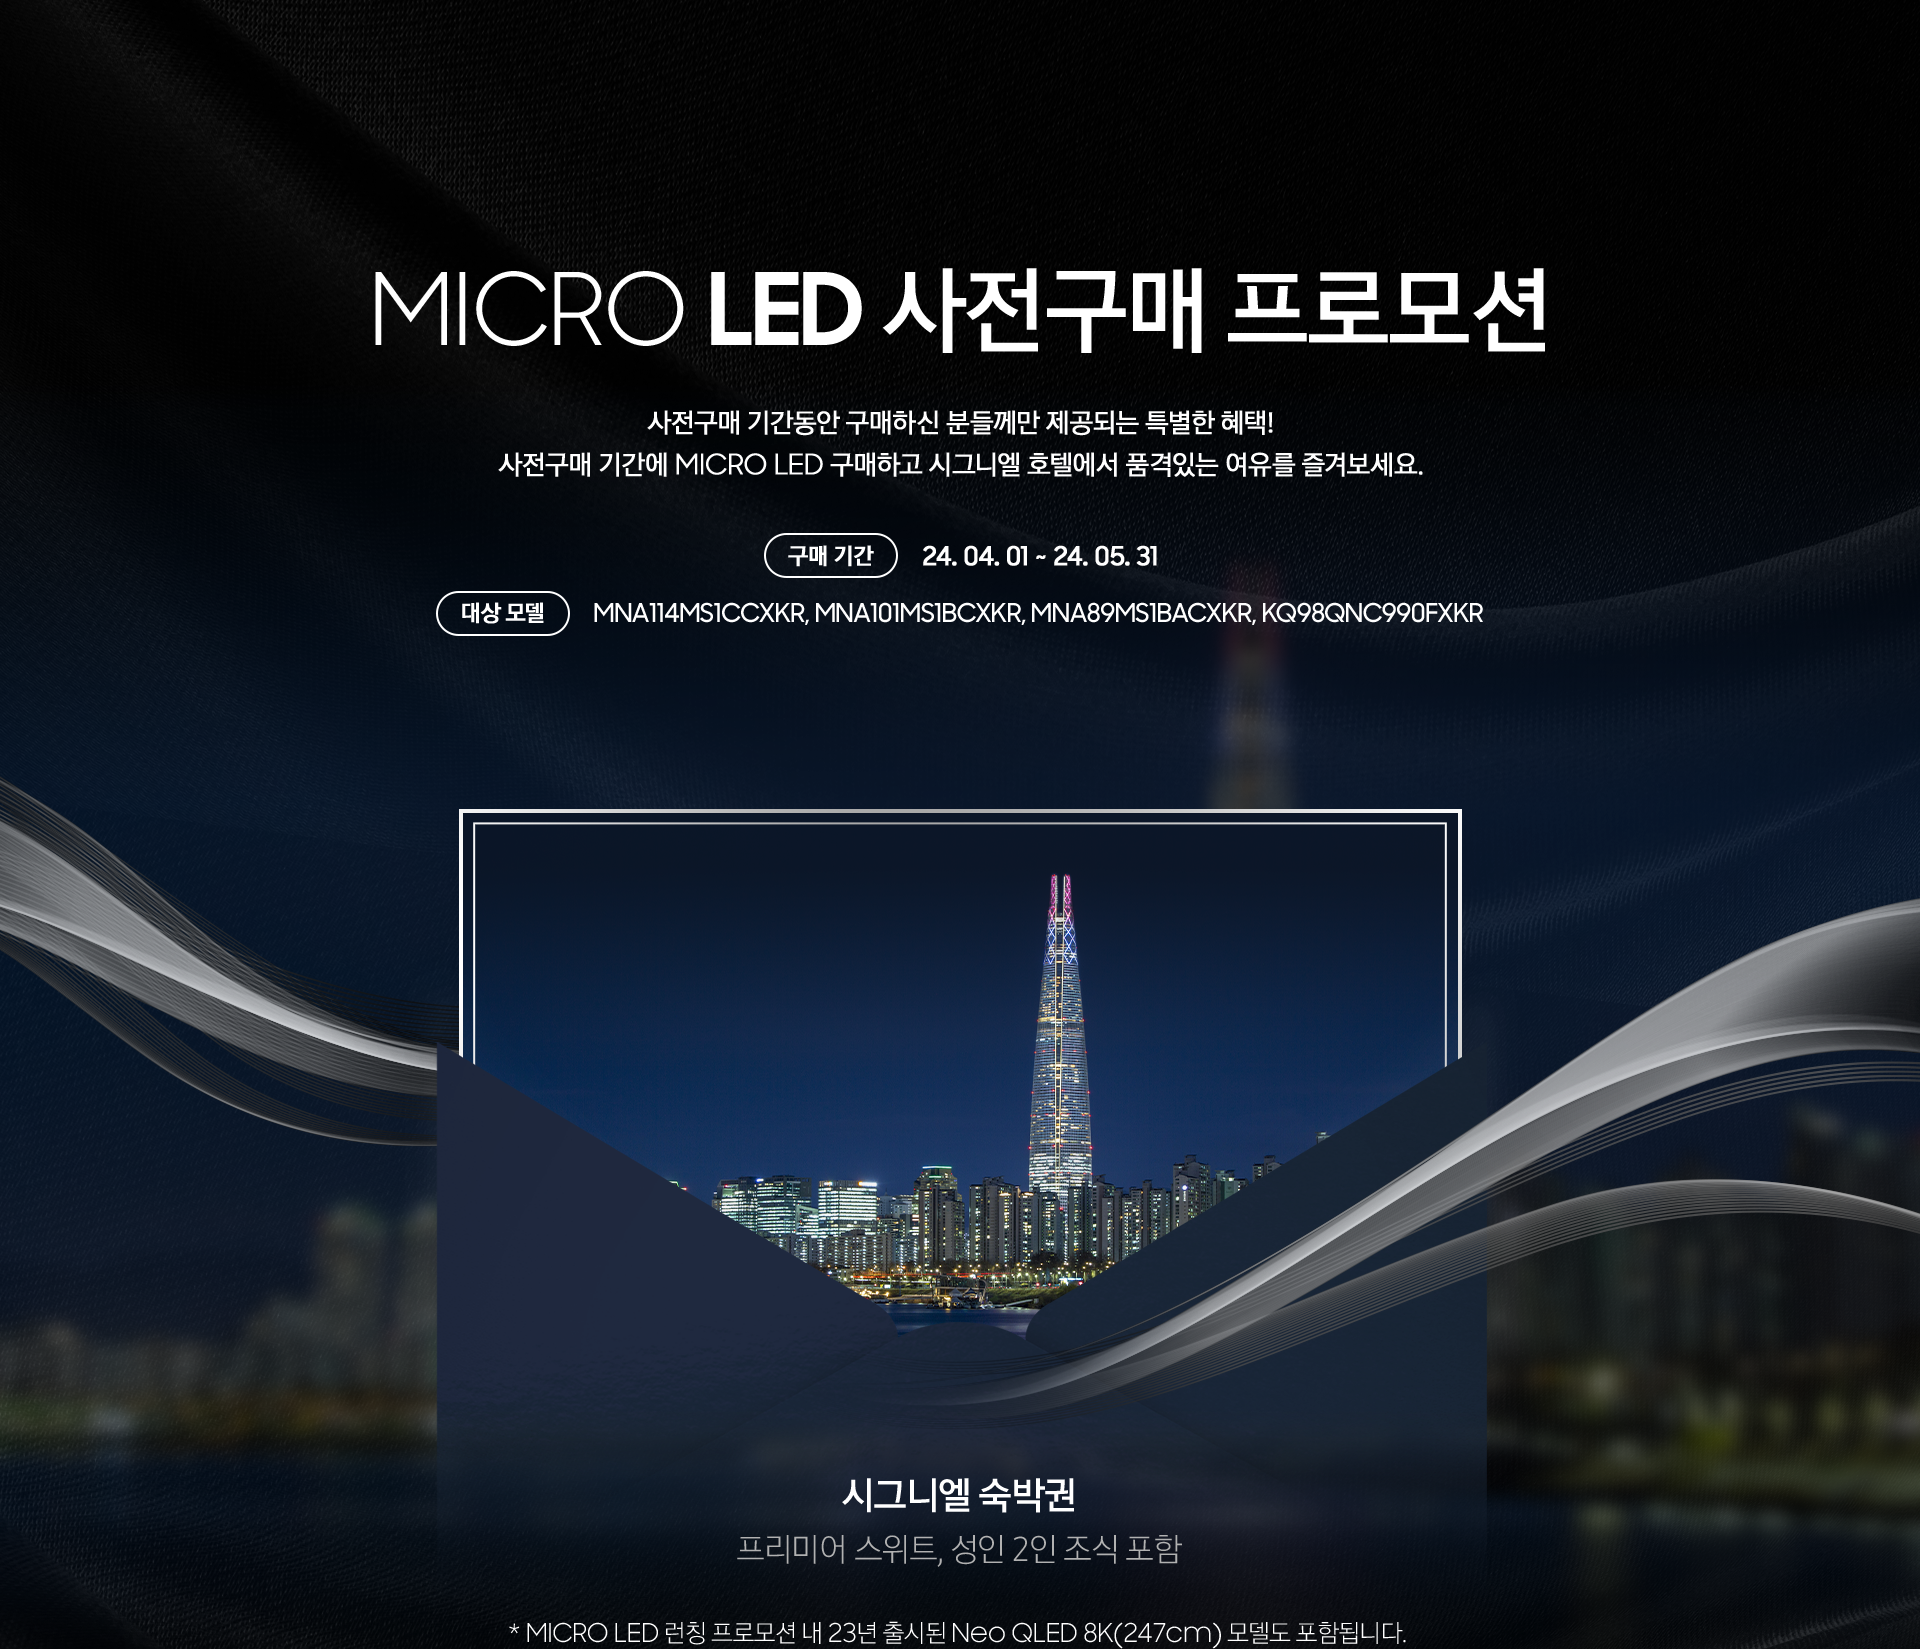 MICRO LED 사전구매 프로모션
사전구매 기간동안 구매하신 분들께만 제공되는 특별한 혜택!
사전구매 기간에 MICRO LED 구매하고 시그니엘 호텔에서 품격있는 여유를 즐겨보세요.
구매 기간 24. 04. 01 ~ 24. 05. 31
대상 모델 MNA114MS1CCXKR, MNA101MS1BCXKR, MNA89MS1BACXKR, KQ98QNC990FXKR
시그니엘 숙박권
프리미어 스위트, 성인 2인 조식 포함
* MICRO LED 런칭 프로모션 내 23년 출시된 Neo QLED 8K(247cm) 모델도 포함됩니다.